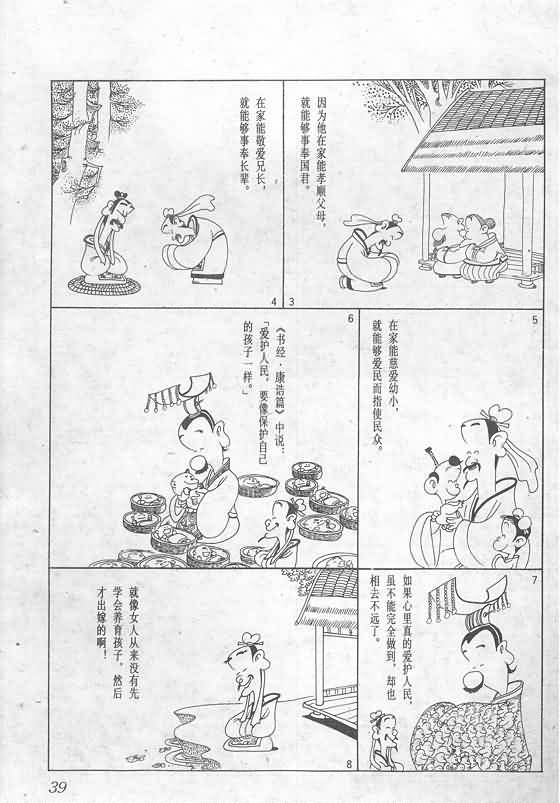 因为他在家能孝顺父母，
就能够事奉国君。
3
在家能敬爱兄长，
就能够事奉长辈。
4
在家能慈爱幼小，
就能够爱民而指使民众。
5
《书经·康诰篇》中说：
「爱护人民，要像保护自己
的孩子一样。」
6
如果心里真的爱护人民，
虽不能完全做到，却也
相去不远了。
7
就像女人从来没有先
学会养育孩子，然后
才出嫁的啊！
8
39